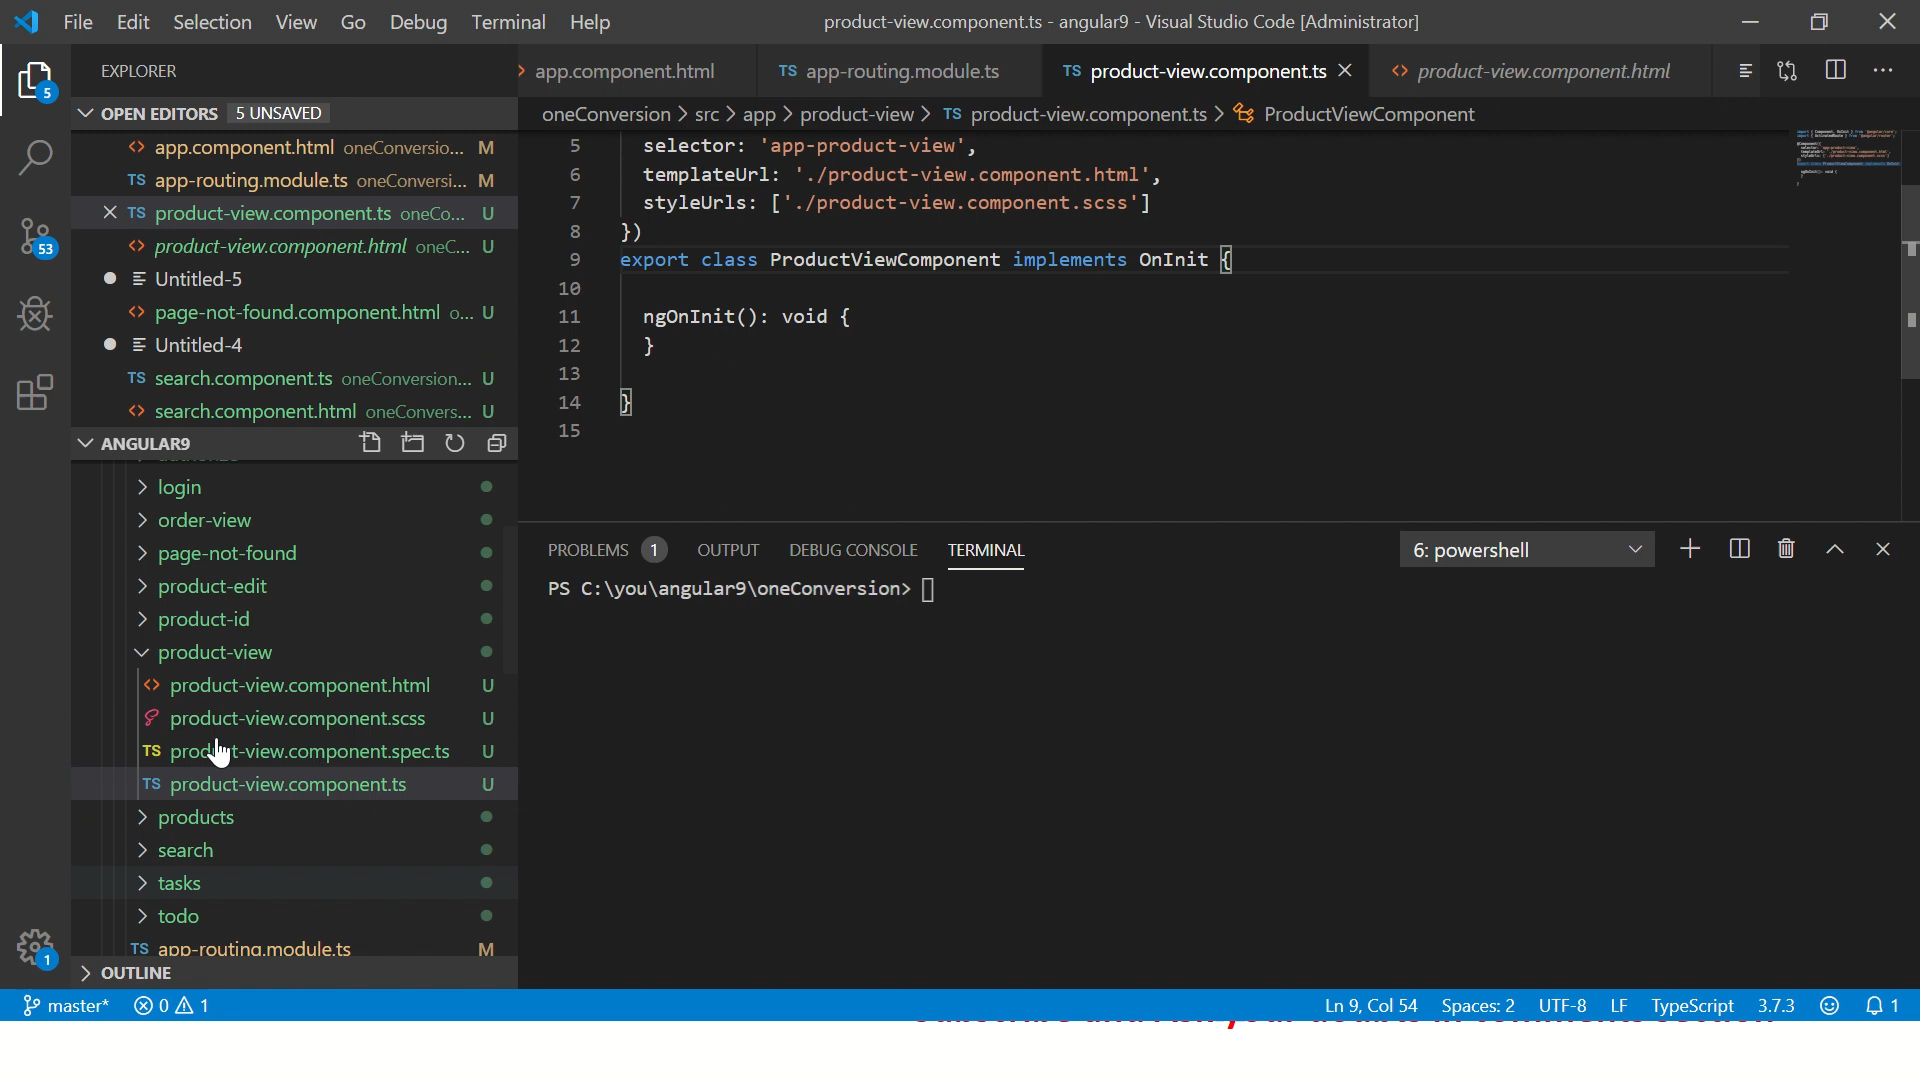 File Edit Selection View Go Debug Terminal Help
product-view.component.ts - angular9 - Visual Studio Code [Administrator]
EXPLORER
OPEN EDITORS 5 UNSAVED
app.component.html oneConversio... M
TS app-routing.module.ts oneConversi... M
TS product-view.component.ts oneCo... U
product-view.component.html oneC... U
Untitled-5
page-not-found.component.html o... U
Untitled-4
TS search.component.ts oneConversion... U
search.component.html oneConvers... U
ANGULAR9
login
order-view
page-not-found
product-edit
product-id
product-view
product-view.component.html U
product-view.component.scss U
TS product-view.component.spec.ts U
TS product-view.component.ts U
products
search
tasks
todo
TS app-routing.module.ts M
OUTLINE
5
53
1
app.component.html TS app-routing.module.ts TS product-view.component.ts product-view.component.html
oneConversion > src > app > product-view > TS product-view.component.ts > ProductViewComponent
5 selector: 'app-product-view',
6 templateUrl: './product-view.component.html',
7 styleUrls: ['./product-view.component.scss']
8 })
9 export class ProductViewComponent implements OnInit {
10
11 ngOnInit(): void {
12 }
13
14 }
15
PROBLEMS 1 OUTPUT DEBUG CONSOLE TERMINAL 6: powershell
PS C:\you\angular9\oneConversion>
master* 0 1 Ln 9, Col 54 Spaces: 2 UTF-8 LF TypeScript 3.7.3 1